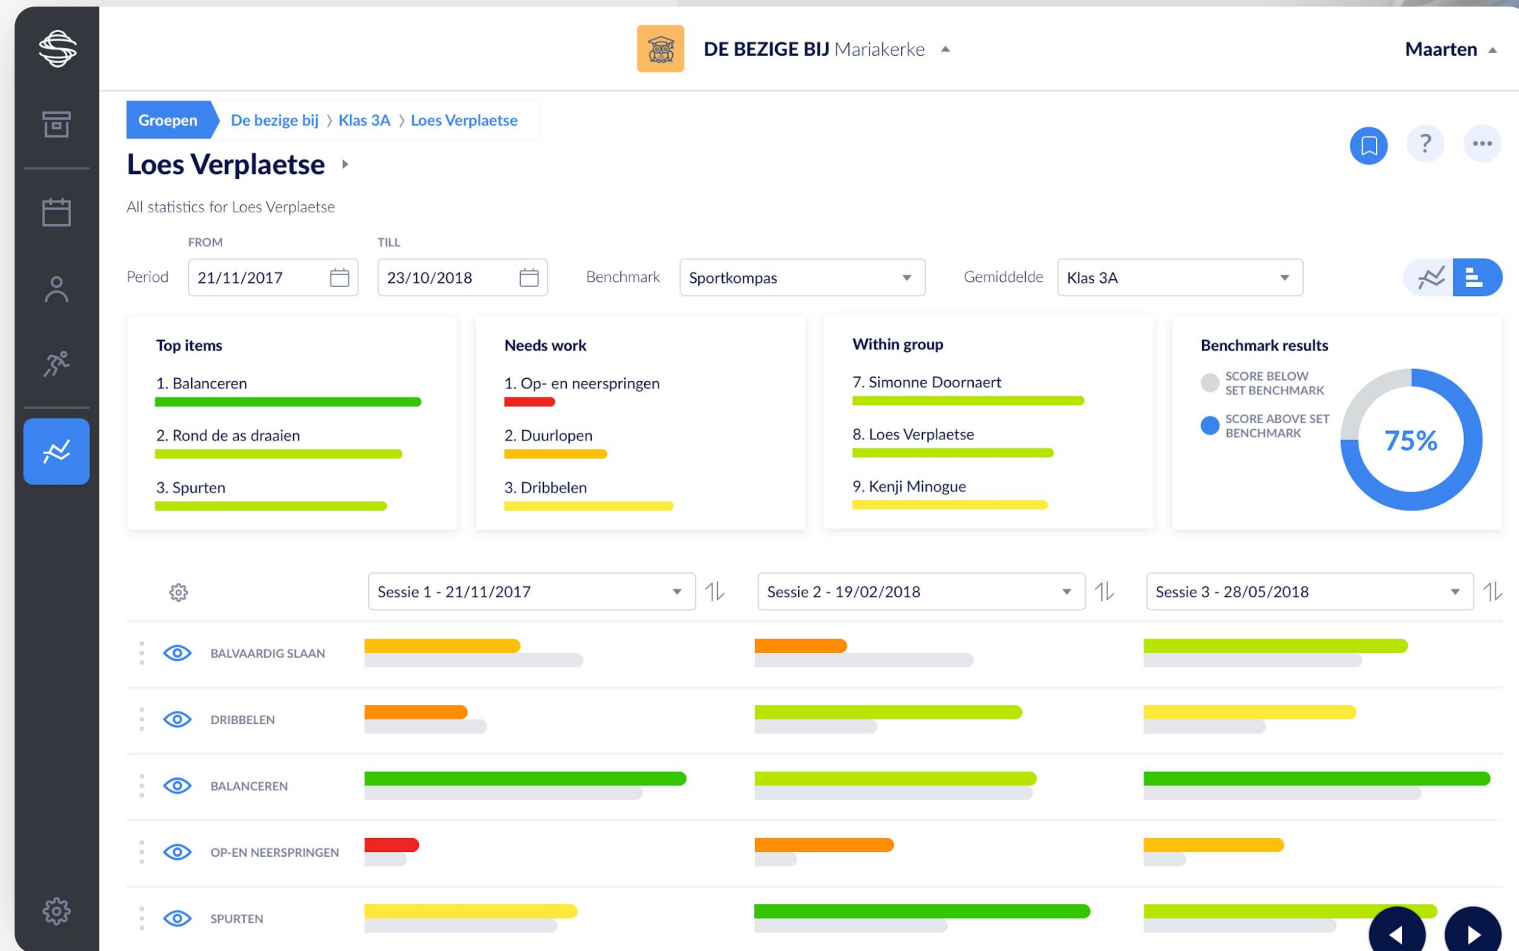 DE BEZIGE BIJ Mariakerke
Maarten
Groepen De bezige bij Klas 3A Loes Verplaetse
Loes Verplaetse
?
All statistics for Loes Verplaetse
FROM TILL
Period 21/11/2017 23/10/2018 Benchmark Sportkompas Gemiddelde Klas 3A
Top items
1. Balanceren
2. Rond de as draaien
3. Spurten
Needs work
1. Op- en neerspringen
2. Duurlopen
3. Dribbelen
Within group
7. Simonne Doornaert
8. Loes Verplaetse
9. Kenji Minogue
Benchmark results
SCORE BELOW
SET BENCHMARK
SCORE ABOVE SET
BENCHMARK
75%
Sessie 1 - 21/11/2017 Sessie 2 - 19/02/2018 Sessie 3 - 28/05/2018
BALVAARDIG SLAAN
DRIBBELEN
BALANCEREN
OP-EN NEERSPRINGEN
SPURTEN